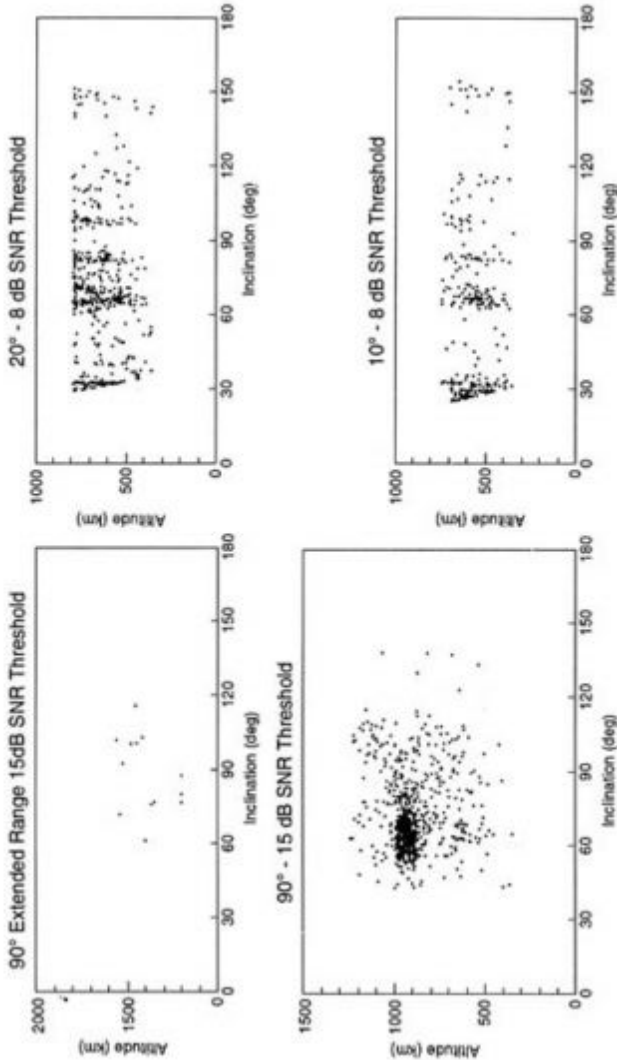 90° Extended Range 15dB SNR Threshold
2000
1500
0
Altitude (km)
0 30 60 90 120 150 180
Inclination (deg)
20° - 8 dB SNR Threshold
1000
500
0
Altitude (km)
0 30 60 90 120 150 180
Inclination (deg)
90° - 15 dB SNR Threshold
1500
1000
500
0
Altitude (km)
0 30 60 90 120 150 180
Inclination (deg)
10° - 8 dB SNR Threshold
1000
500
0
Altitude (km)
0 30 60 90 120 150 180
Inclination (deg)